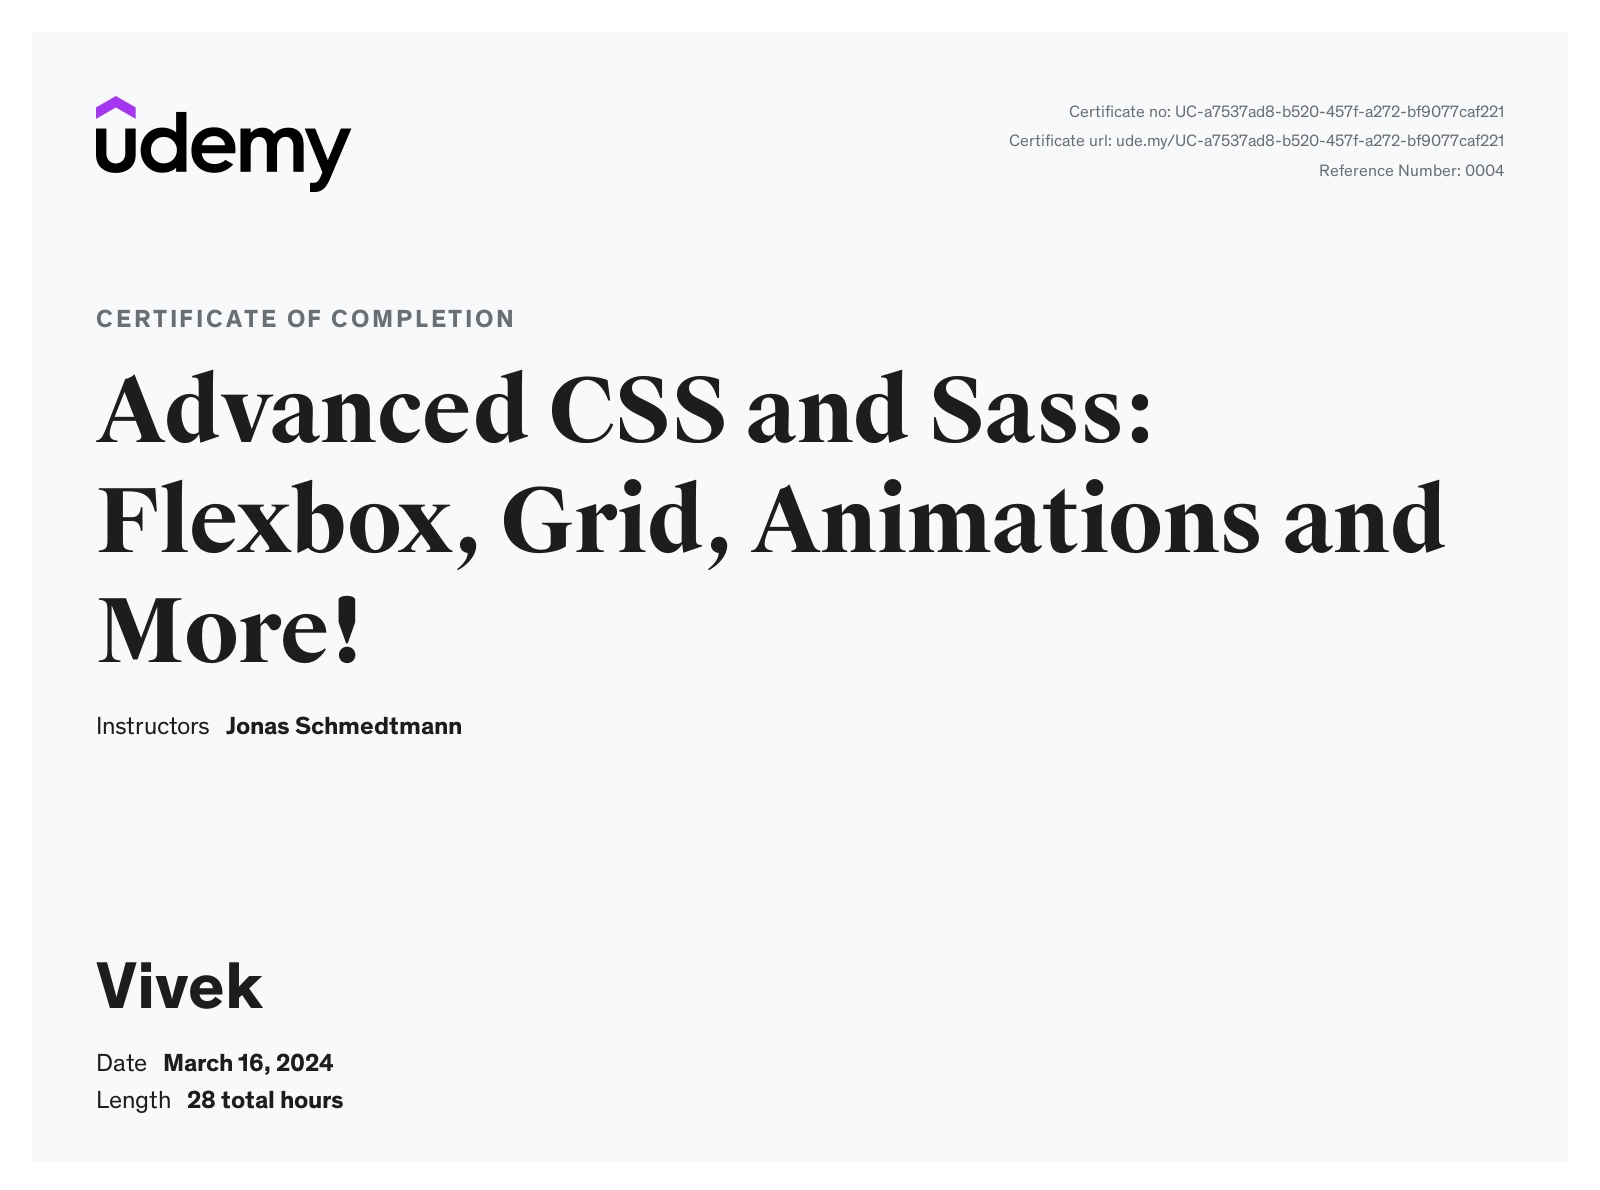 udemy
Certificate no: UC-a7537ad8-b520-457f-a272-bf9077caf221
Certificate url: ude.my/UC-a7537ad8-b520-457f-a272-bf9077caf221
Reference Number: 0004
CERTIFICATE OF COMPLETION
Advanced CSS and Sass:
Flexbox, Grid, Animations and
More!
Instructors Jonas Schmedtmann
Vivek
Date March 16, 2024
Length 28 total hours